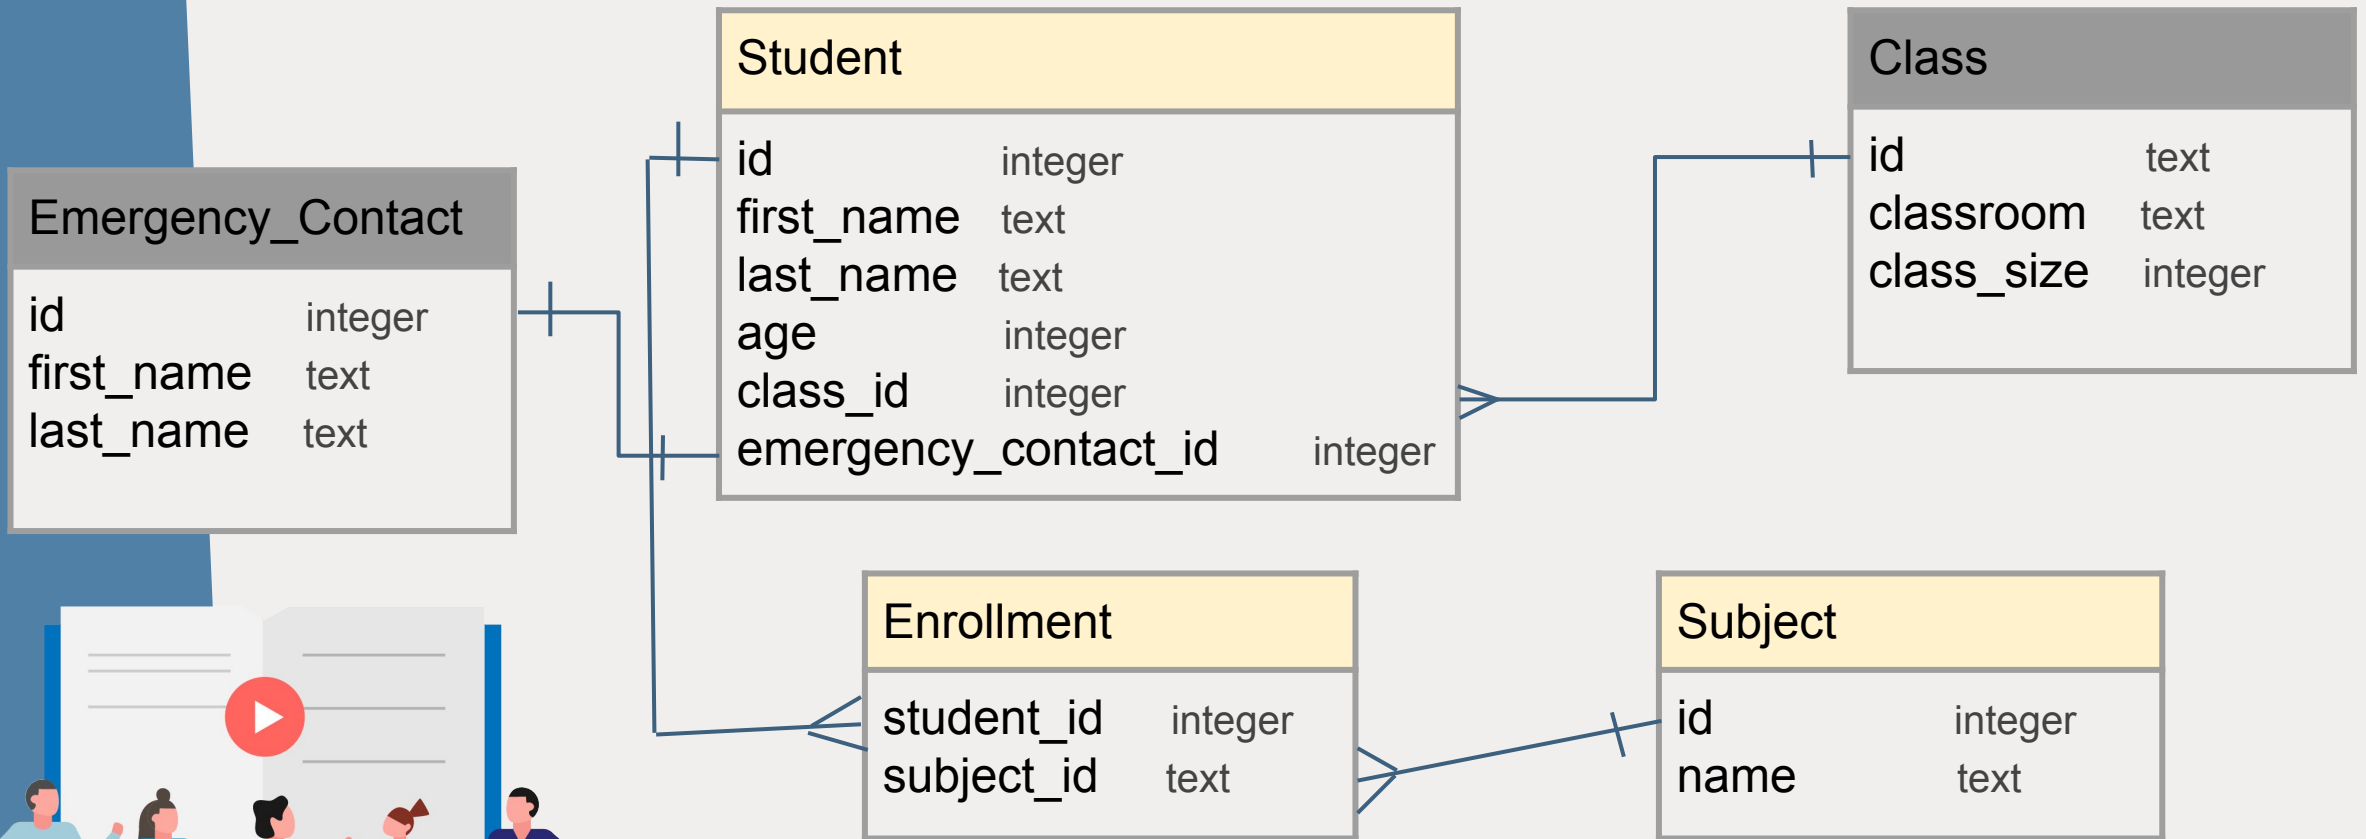 Student
id integer
first_name text
last_name text
age integer
class_id integer
emergency_contact_id integer
Class
id text
classroom text
class_size integer
Emergency_Contact
id integer
first_name text
last_name text
Enrollment
student_id integer
subject_id text
Subject
id integer
name text